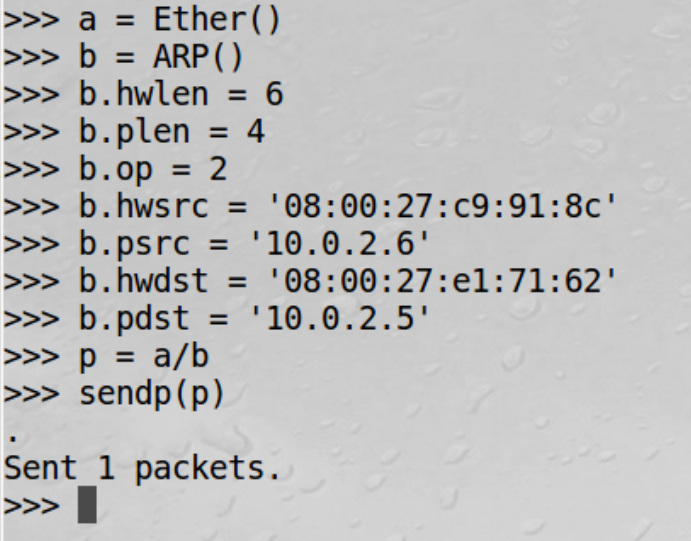 >>> a = Ether()
>>> b = ARP()
>>> b.hwlen = 6
>>> b.plen = 4
>>> b.op = 2
>>> b.hwsrc = '08:00:27:c9:91:8c'
>>> b.psrc = '10.0.2.6'
>>> b.hwdst = '08:00:27:e1:71:62'
>>> b.pdst = '10.0.2.5'
>>> p = a/b
>>> sendp(p)
.
Sent 1 packets.
>>>